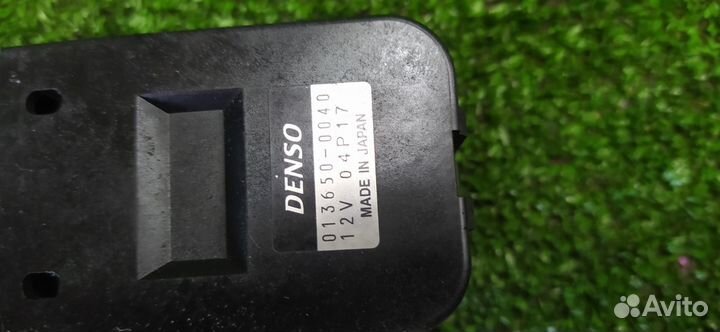 DENSO
013650-0040
12V 04P17
MADE IN JAPAN
Avito